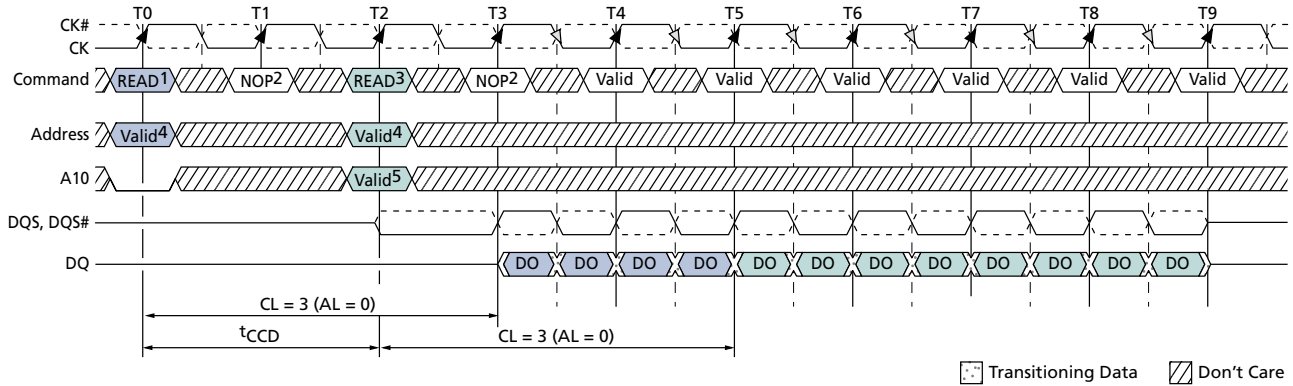 T0 T1 T2 T3 T4 T5 T6 T7 T8 T9
CK#
CK
Command READ1 NOP2 READ3 NOP2 Valid Valid Valid Valid Valid Valid
Address Valid4 Valid4
A10 Valid5
DQS, DQS#
DQ DO DO DO DO DO DO DO DO DO DO DO DO
CL = 3 (AL = 0)
tCCD CL = 3 (AL = 0)
Transitioning Data Don't Care